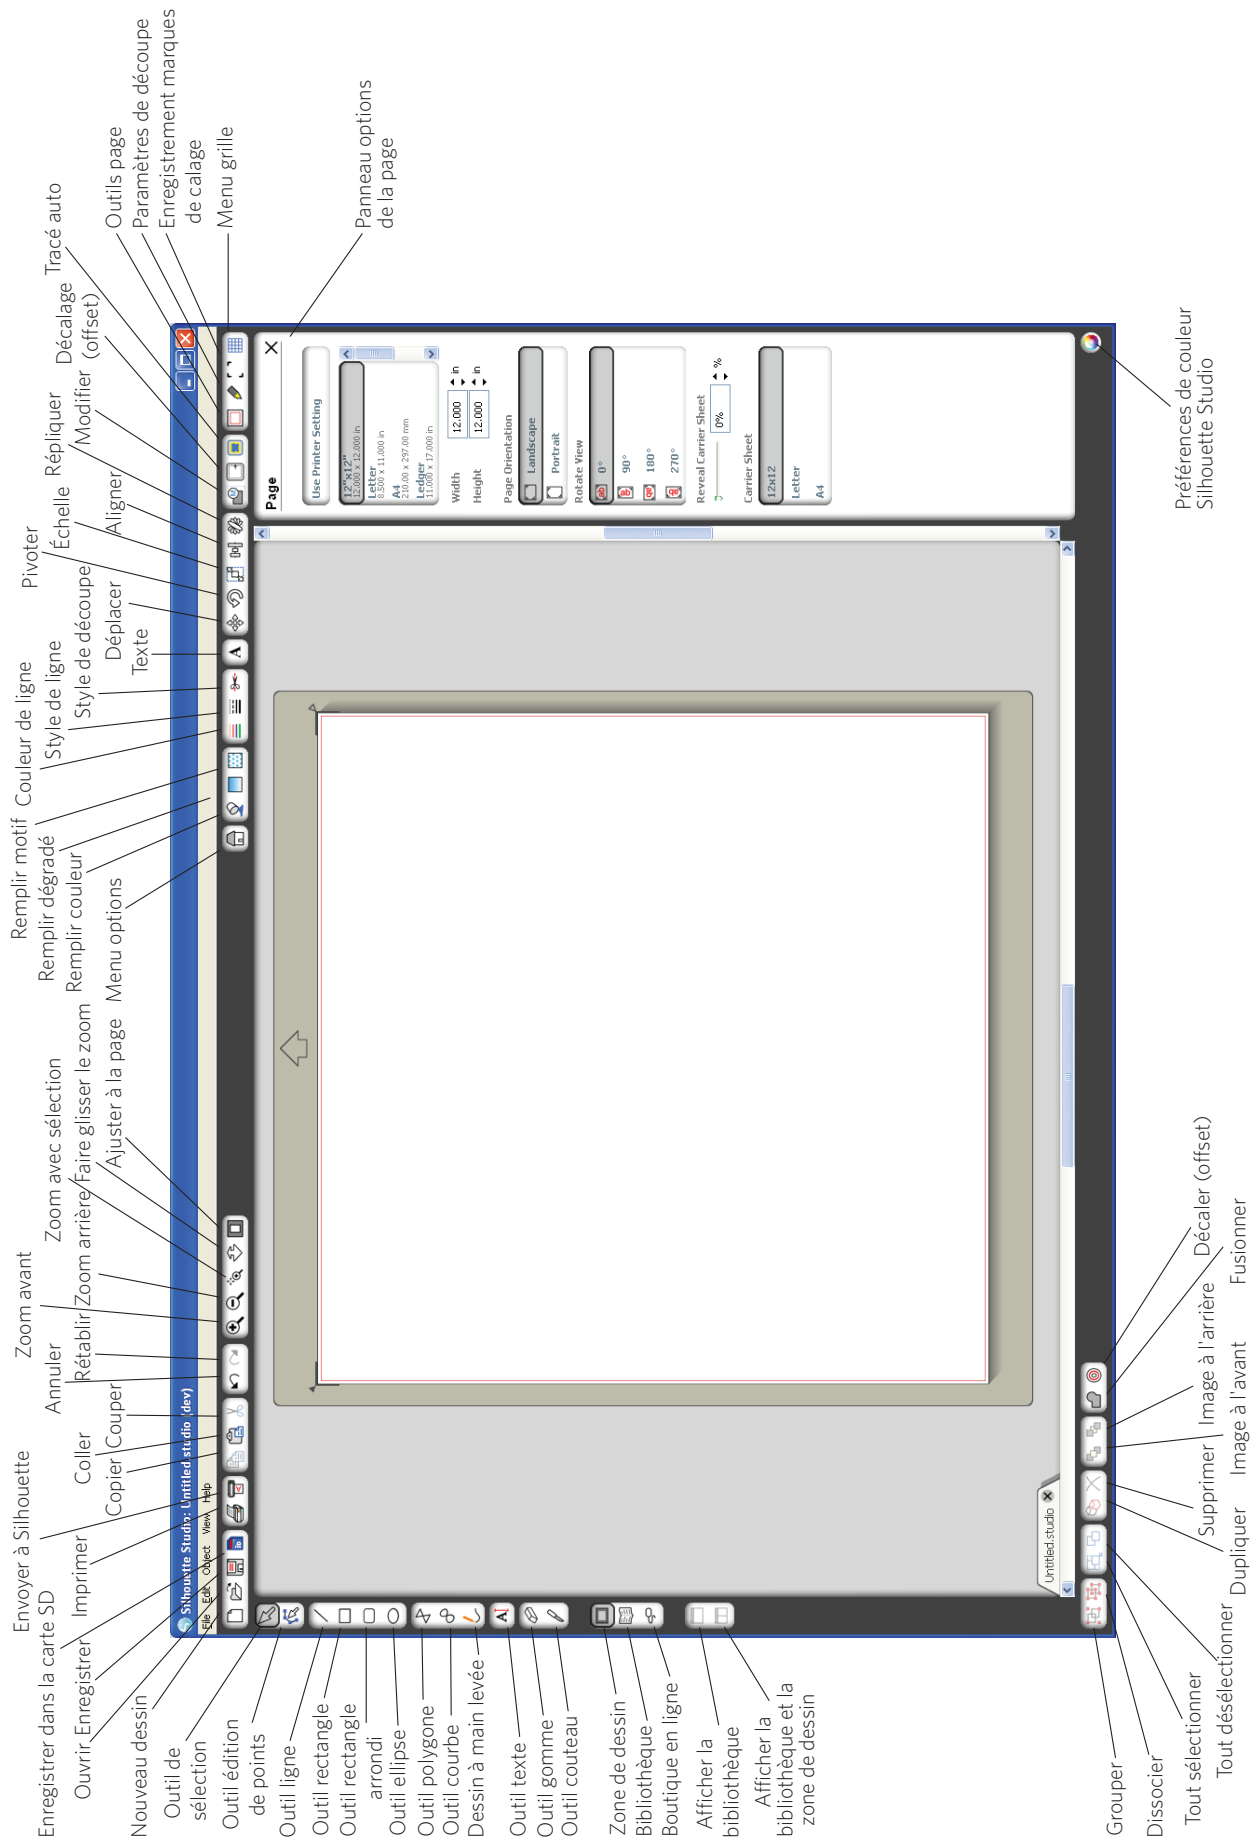 Envoyer à Silhouette
Enregistrer dans la carte SD
Imprimer
Ouvrir
Enregistrer
Nouveau dessin
Coller
Copier
Couper
Annuler
Rétablir
Zoom avant
Zoom arrière
Zoom avec sélection
Faire glisser le zoom
Ajuster à la page
Menu options
Remplir motif
Remplir dégradé
Remplir couleur
Couleur de ligne
Style de ligne
Style de découpe
Texte
Déplacer
Pivoter
Échelle
Aligner
Répliquer
Modifier
Décalage
(offset)
Tracé auto
Outils page
Paramètres de découpe
Enregistrement marques
de calage
Menu grille
Panneau options
de la page
Outil de
sélection
Outil édition
de points
Outil ligne
Outil rectangle
Outil rectangle
arrondi
Outil ellipse
Outil polygone
Outil courbe
Dessin à main levée
Outil texte
Outil gomme
Outil couteau
Zone de dessin
Bibliothèque
Boutique en ligne
Afficher la
bibliothèque
Afficher la
bibliothèque et la
zone de dessin
Silhouette Studio: Untitled.studio (dev)
File Edit Object View Help
Page
Use Printer Setting
12"x12"
12.000 x 12.000 in
Letter
8.500 x 11.000 in
A4
210.00 x 297.00 mm
Ledger
11.000 x 17.000 in
Width 12.000 in
Height 12.000 in
Page Orientation
Landscape
Portrait
Rotate View
0°
90°
180°
270°
Reveal Carrier Sheet
0% %
Carrier Sheet
12x12
Letter
A4
Untitled.studio
Grouper
Dissocier
Tout sélectionner
Tout désélectionner
Dupliquer
Supprimer
Image à l'avant
Image à l'arrière
Fusionner
Décaler (offset)
Préférences de couleur
Silhouette Studio